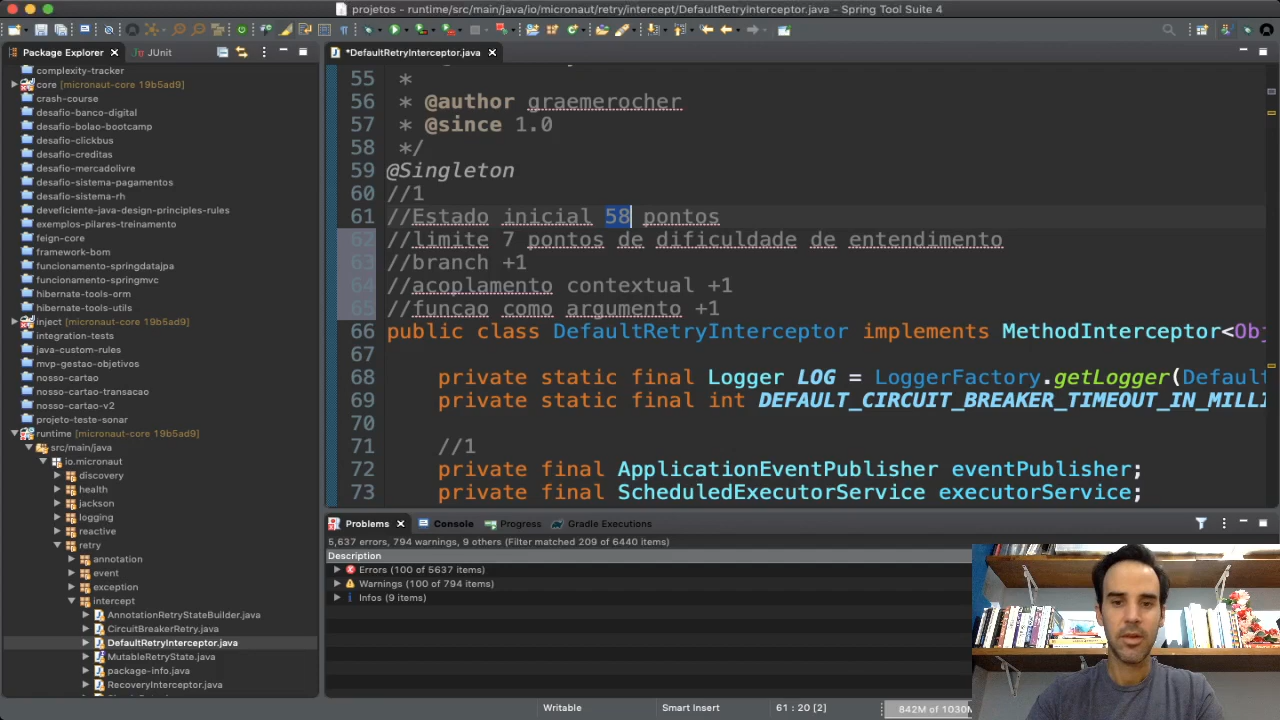 projetos - runtime/src/main/java/io/micronaut/retry/intercept/DefaultRetryInterceptor.java - Spring Tool Suite 4
Package Explorer
JUnit
complexity-tracker
core [micronaut-core 19b5ad9]
crash-course
desafio-banco-digital
desafio-bolao-bootcamp
desafio-clickbus
desafio-creditas
desafio-mercadolivre
desafio-sistema-pagamentos
desafio-sistema-rh
deveficiente-java-design-principles-rules
exemplos-pilares-treinamento
feign-core
framework-bom
funcionamento-springdatajpa
funcionamento-springmvc
hibernate-tools-orm
hibernate-tools-utils
inject [micronaut-core 19b5ad9]
integration-tests
java-custom-rules
mvp-gestao-objetivos
nosso-cartao
nosso-cartao-transacao
nosso-cartao-v2
projeto-teste-sonar
runtime [micronaut-core 19b5ad9]
src/main/java
io.micronaut
discovery
health
jackson
logging
reactive
retry
annotation
event
exception
intercept
AnnotationRetryStateBuilder.java
CircuitBreakerRetry.java
DefaultRetryInterceptor.java
MutableRetryState.java
package-info.java
RecoveryInterceptor.java
*DefaultRetryInterceptor.java
55 *
56 * @author graemerocher
57 * @since 1.0
58 */
59 @Singleton
60 //1
61 //Estado inicial 58 pontos
62 //limite 7 pontos de dificuldade de entendimento
63 //branch +1
64 //acoplamento contextual +1
65 //funcao como argumento +1
66 public class DefaultRetryInterceptor implements MethodInterceptor<Obj
67
68 private static final Logger LOG = LoggerFactory.getLogger(Default
69 private static final int DEFAULT_CIRCUIT_BREAKER_TIMEOUT_IN_MILLI
70
71 //1
72 private final ApplicationEventPublisher eventPublisher;
73 private final ScheduledExecutorService executorService;
Problems
Console
Progress
Gradle Executions
5,637 errors, 794 warnings, 9 others (Filter matched 209 of 6440 items)
Description
Errors (100 of 5637 items)
Warnings (100 of 794 items)
Infos (9 items)
Writable
Smart Insert
61 : 20 [2]
842M of 1030M